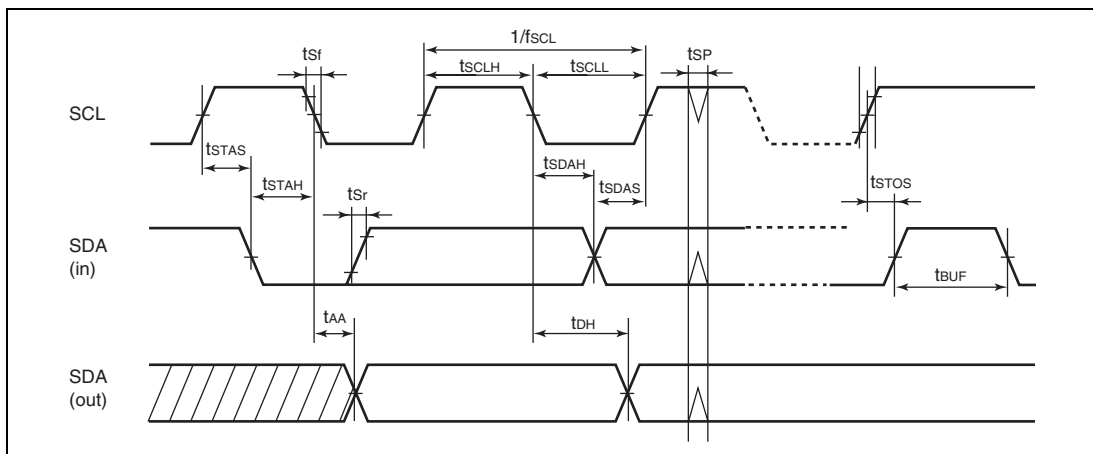 1/fSCL
tSf
tSCLH
tSCLL
tSP
SCL
tSTAS
tSTAH
tSr
tSDAH
tSDAS
tSTOS
SDA
(in)
tBUF
tAA
tDH
SDA
(out)